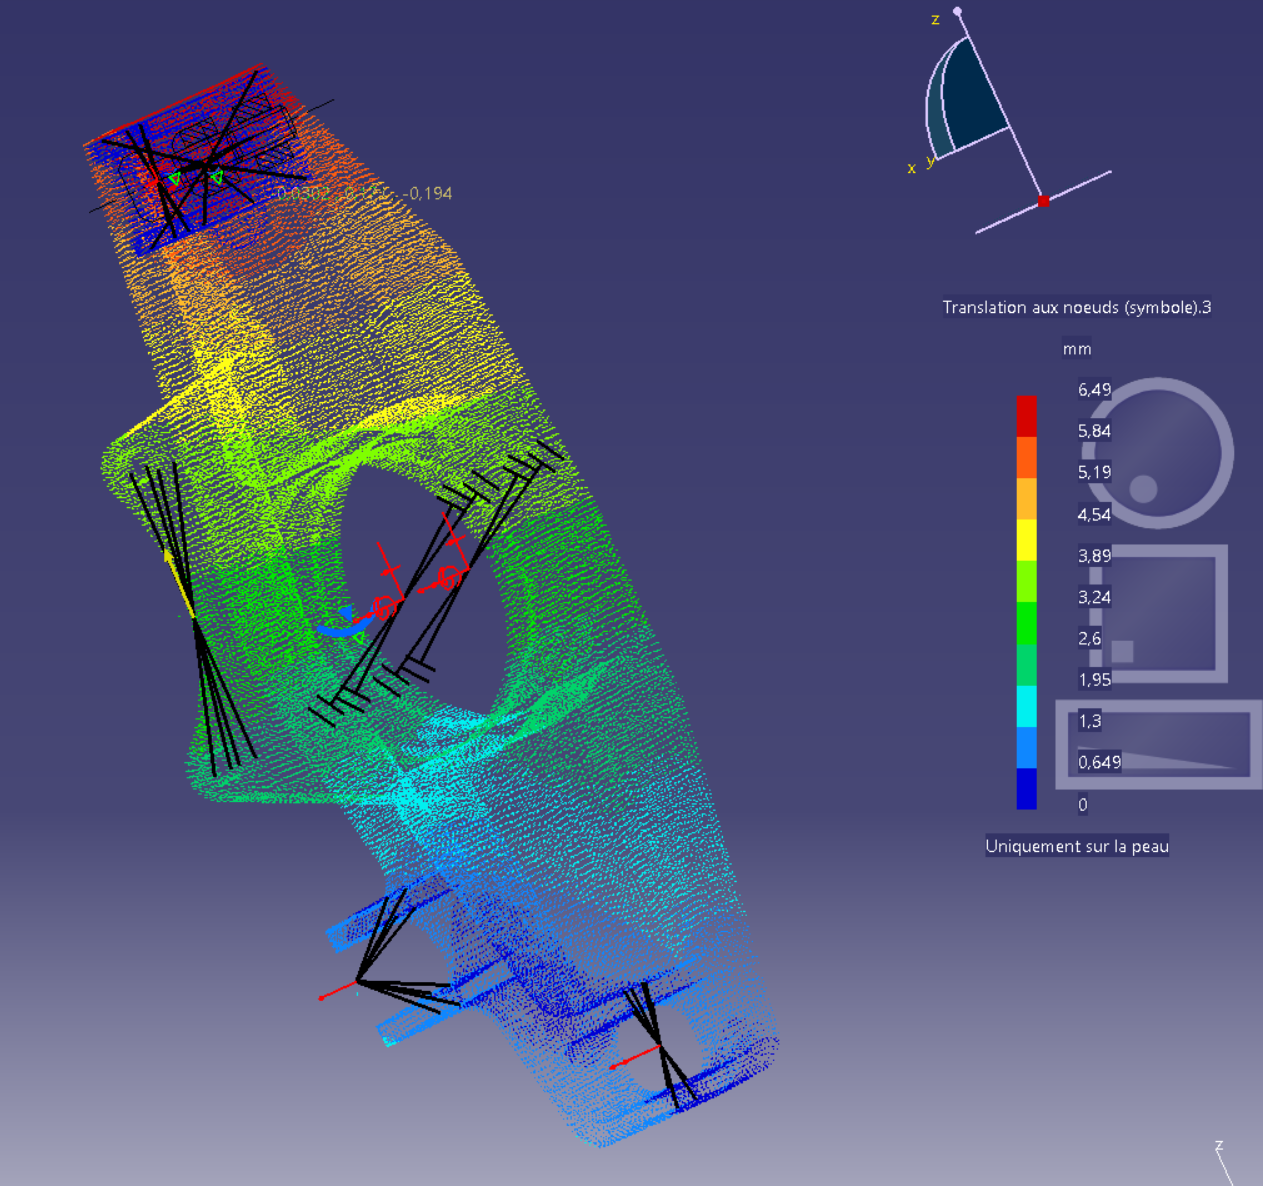 z
x y
-0,194
Translation aux noeuds (symbole).3
mm
6,49
5,84
5,19
4,54
3,89
3,24
2,6
1,95
1,3
0,649
0
Uniquement sur la peau
z